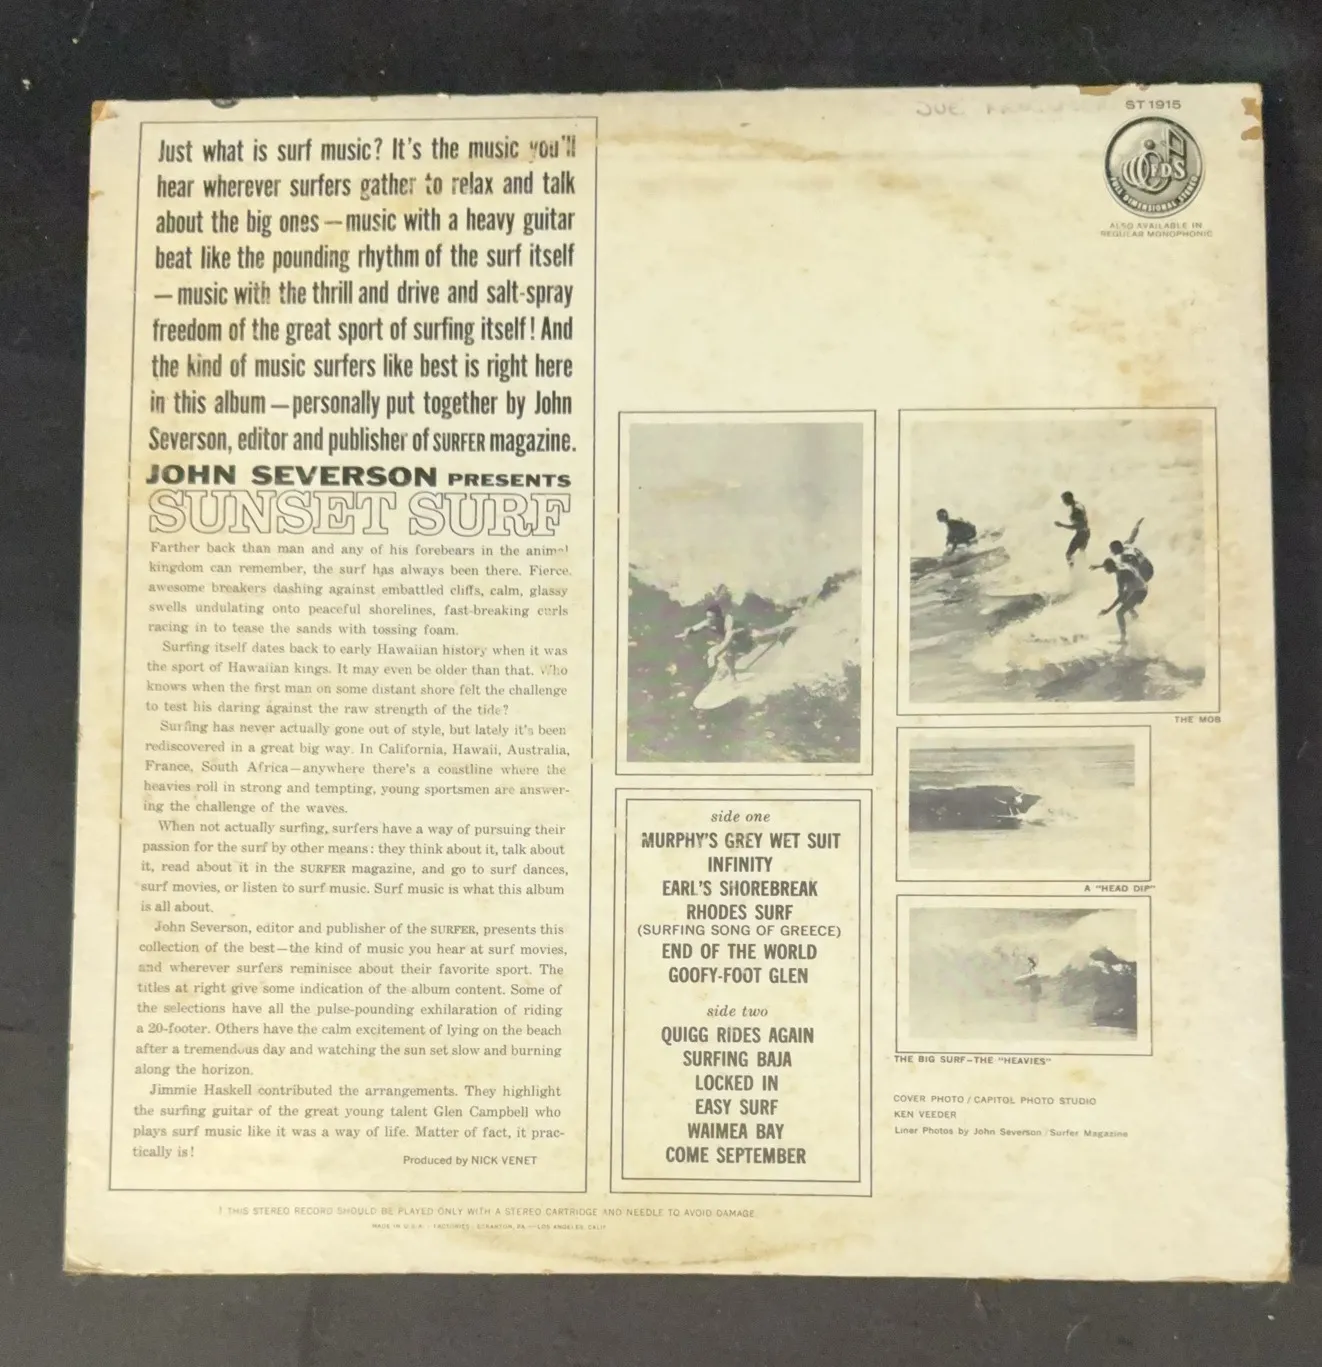 Just what is surf music? It's the music you'll
hear wherever surfers gather to relax and talk
about the big ones—music with a heavy guitar
beat like the pounding rhythm of the surf itself
—music with the thrill and drive and salt-spray
freedom of the great sport of surfing itself! And
the kind of music surfers like best is right here
in this album—personally put together by John
Severson, editor and publisher of SURFER magazine.
JOHN SEVERSON PRESENTS
SUNSET SURF
Farther back than man and any of his forebears in the animal
kingdom can remember, the surf has always been there. Fierce,
awesome breakers dashing against embattled cliffs, calm, glassy
swells undulating onto peaceful shorelines, fast-breaking curls
racing in to tease the sands with tossing foam.
Surfing itself dates back to early Hawaiian history when it was
the sport of Hawaiian kings. It may even be older than that. Who
knows when the first man on some distant shore felt the challenge
to test his daring against the raw strength of the tide?
Surfing has never actually gone out of style, but lately it's been
rediscovered in a great big way. In California, Hawaii, Australia,
France, South Africa—anywhere there's a coastline where the
heavies roll in strong and tempting, young sportsmen are answer-
ing the challenge of the waves.
When not actually surfing, surfers have a way of pursuing their
passion for the surf by other means: they think about it, talk about
it, read about it in the SURFER magazine, and go to surf dances,
surf movies, or listen to surf music. Surf music is what this album
is all about.
John Severson, editor and publisher of the SURFER, presents this
collection of the best—the kind of music you hear at surf movies,
and wherever surfers reminisce about their favorite sport. The
titles at right give some indication of the album content. Some of
the selections have all the pulse-pounding exhilaration of riding
a 20-footer. Others have the calm excitement of lying on the beach
after a tremendous day and watching the sun set slow and burning
along the horizon.
Jimmie Haskell contributed the arrangements. They highlight
the surfing guitar of the great young talent Glen Campbell who
plays surf music like it was a way of life. Matter of fact, it prac-
tically is!
Produced by NICK VENET
ST 1915
FDS
FULL DIMENSIONAL STEREO
ALSO AVAILABLE IN
REGULAR MONOPHONIC
THE MOB
A "HEAD DIP"
THE BIG SURF—THE "HEAVIES"
side one
MURPHY'S GREY WET SUIT
INFINITY
EARL'S SHOREBREAK
RHODES SURF
(SURFING SONG OF GREECE)
END OF THE WORLD
GOOFY-FOOT GLEN
side two
QUIGG RIDES AGAIN
SURFING BAJA
LOCKED IN
EASY SURF
WAIMEA BAY
COME SEPTEMBER
COVER PHOTO / CAPITOL PHOTO STUDIO
KEN VEEDER
Liner Photos by John Severson / Surfer Magazine
! THIS STEREO RECORD SHOULD BE PLAYED ONLY WITH A STEREO CARTRIDGE AND NEEDLE TO AVOID DAMAGE
MADE IN U.S.A. FACTORIES: SCRANTON, PA.—LOS ANGELES, CALIF.